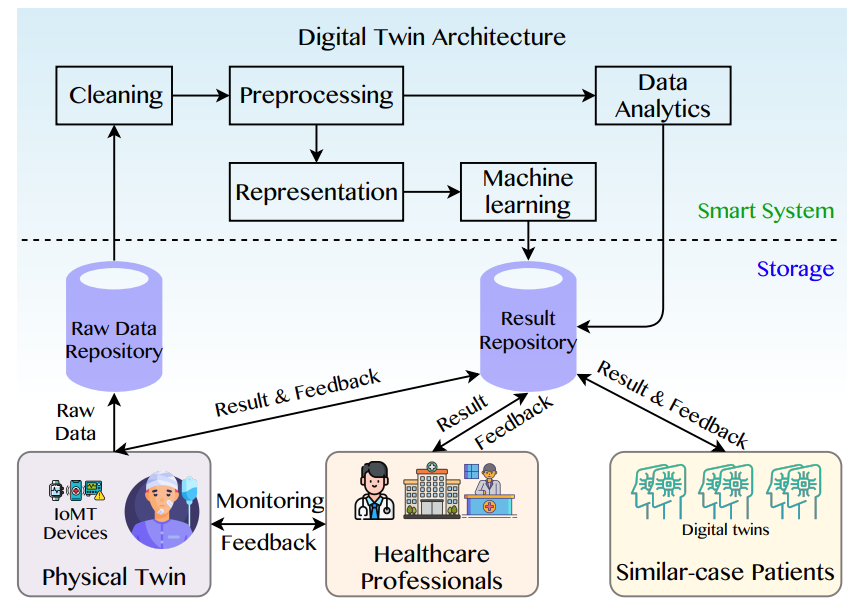 Digital Twin Architecture
Cleaning
Preprocessing
Data
Analytics
Representation
Machine
learning
Smart System
Storage
Raw Data
Repository
Result
Repository
Raw
Data
Result & Feedback
Result
Feedback
Result & Feedback
IoMT
Devices
Physical Twin
Monitoring
Feedback
Healthcare
Professionals
Digital twins
Similar-case Patients